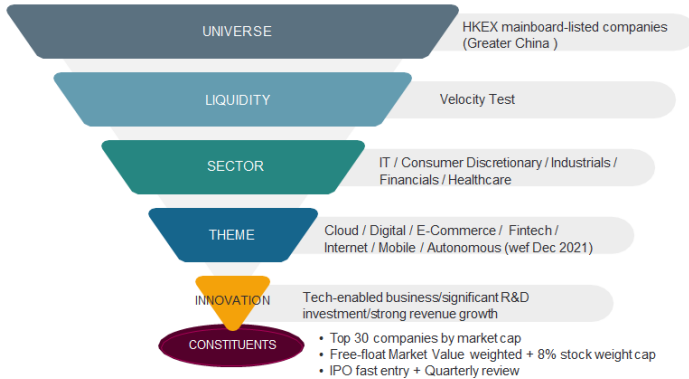 UNIVERSE
HKEX mainboard-listed companies
(Greater China )
LIQUIDITY
Velocity Test
SECTOR
IT / Consumer Discretionary / Industrials /
Financials / Healthcare
THEME
Cloud / Digital / E-Commerce / Fintech /
Internet / Mobile / Autonomous (wef Dec 2021)
INNOVATION
Tech-enabled business/significant R&D
investment/strong revenue growth
CONSTITUENTS
• Top 30 companies by market cap
• Free-float Market Value weighted + 8% stock weight cap
• IPO fast entry + Quarterly review